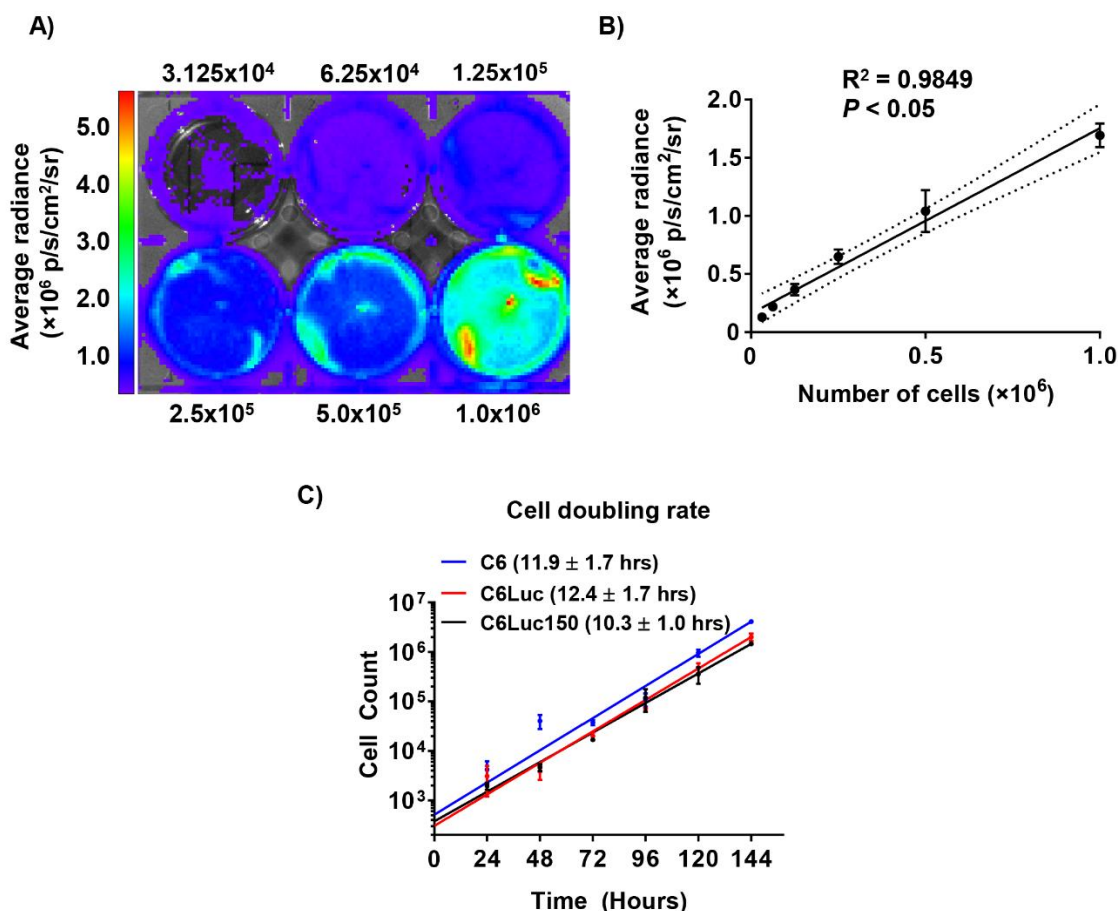 A)
3.125x10⁴ 6.25x10⁴ 1.25x10⁵
Average radiance
(×10⁶ p/s/cm²/sr)
5.0
4.0
3.0
2.0
1.0
2.5x10⁵ 5.0x10⁵ 1.0x10⁶
B)
R² = 0.9849
P < 0.05
Average radiance
(×10⁶ p/s/cm²/sr)
2.0
1.5
1.0
0.5
0
0 0.5 1.0
Number of cells (×10⁶)
C)
Cell doubling rate
C6 (11.9 ± 1.7 hrs)
C6Luc (12.4 ± 1.7 hrs)
C6Luc150 (10.3 ± 1.0 hrs)
Cell Count
10⁷
10⁶
10⁵
10⁴
10³
0 24 48 72 96 120 144
Time (Hours)